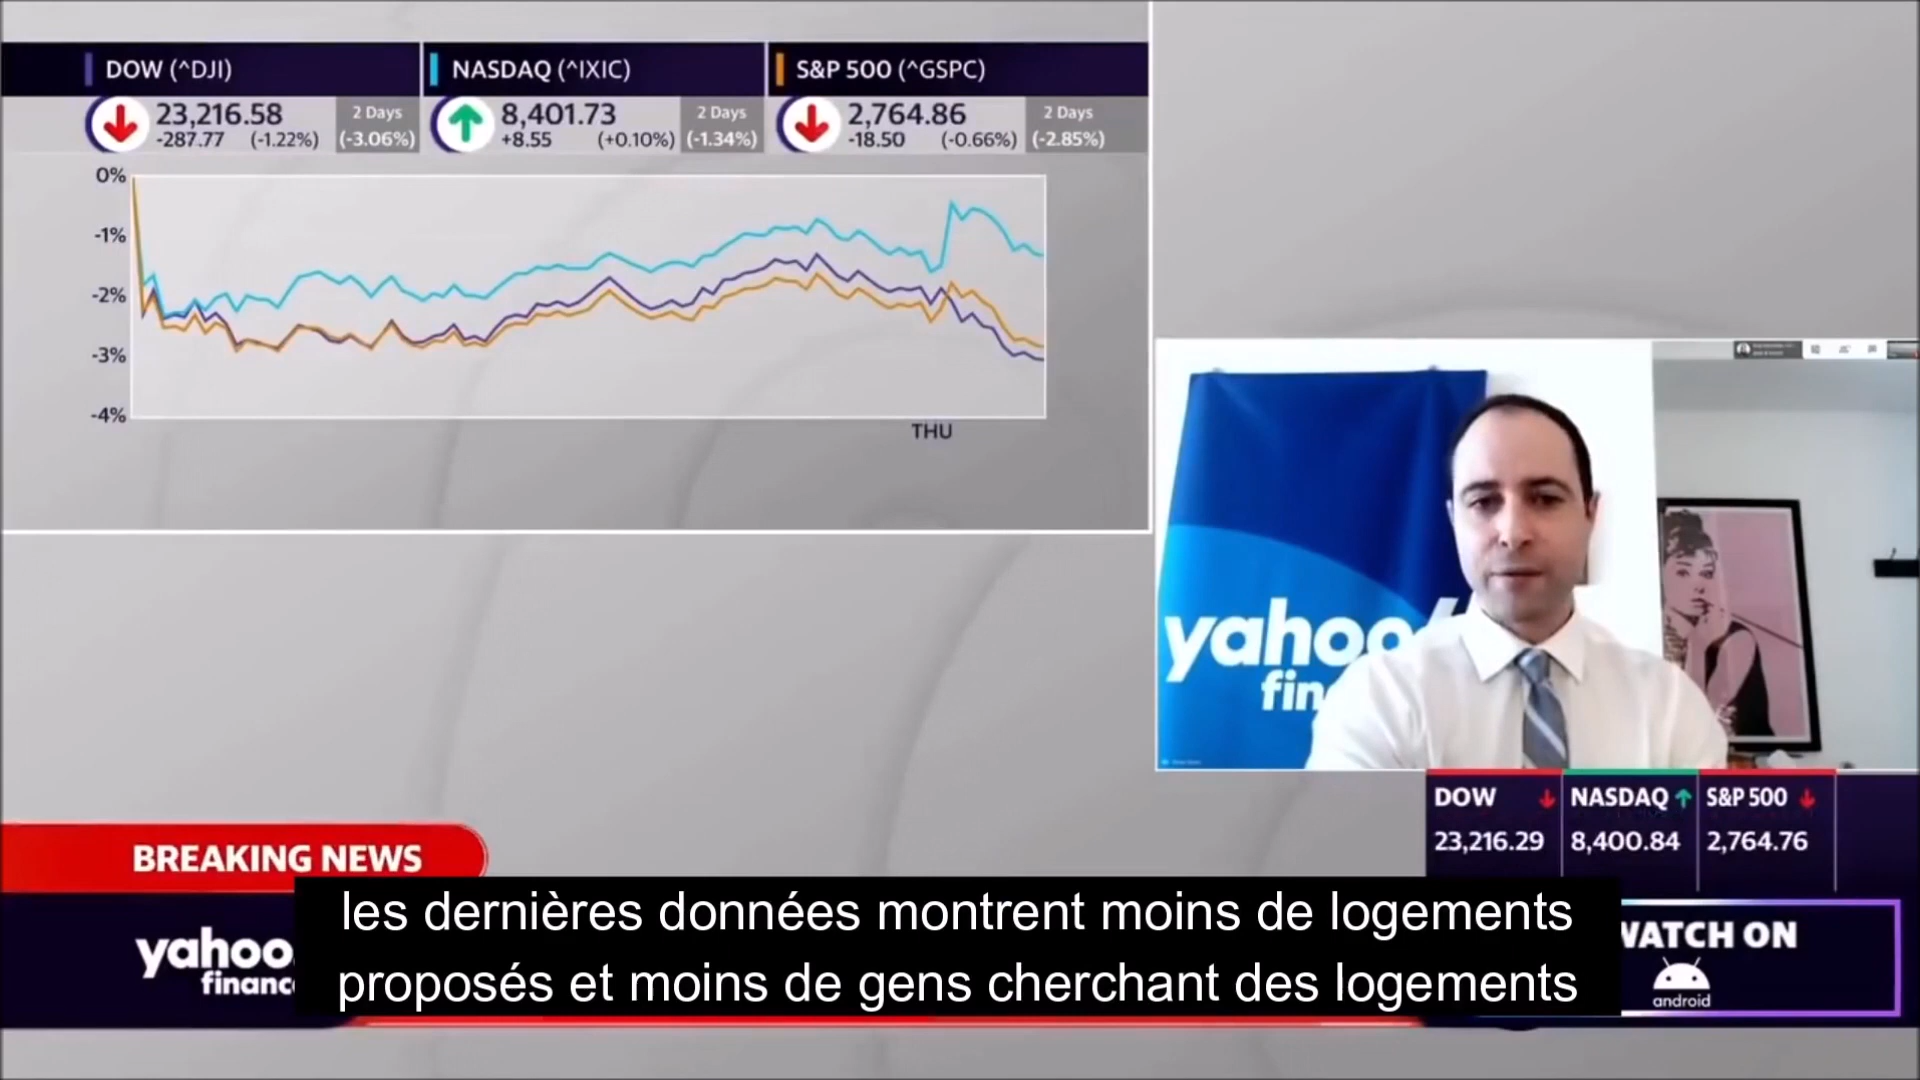 DOW (^DJI)
NASDAQ (^IXIC)
S&P 500 (^GSPC)
23,216.58
-287.77 (-1.22%)
2 Days
(-3.06%)
8,401.73
+8.55 (+0.10%)
2 Days
(-1.34%)
2,764.86
-18.50 (-0.66%)
2 Days
(-2.85%)
0%
-1%
-2%
-3%
-4%
THU
yahoo/
fin
DOW
23,216.29
NASDAQ
8,400.84
S&P 500
2,764.76
BREAKING NEWS
yahoo
financ
WATCH ON
android
les dernières données montrent moins de logements
proposés et moins de gens cherchant des logements